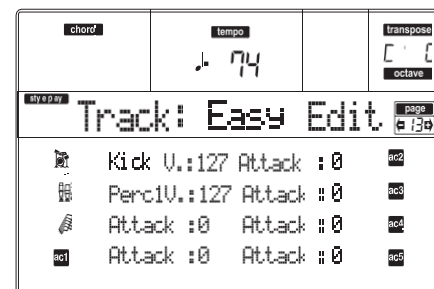 chord tempo transpose
74
octave
style play
Track: Easy Edit page
13
Kick V.:127 Attack :0 ac2
Perc1V.:127 Attack :0 ac3
Attack :0 Attack :0 ac4
ac1 Attack :0 Attack :0 ac5